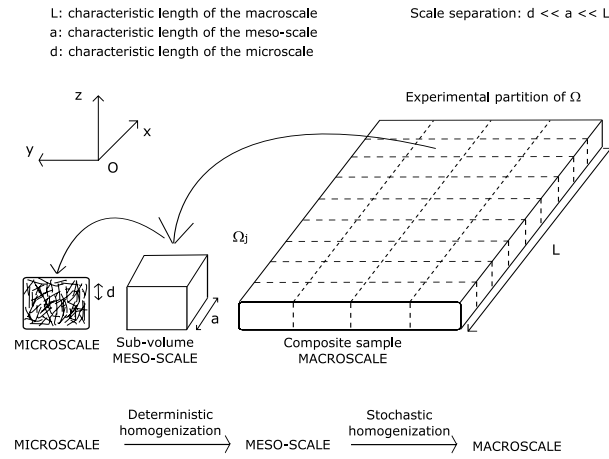 L: characteristic length of the macroscale
Scale separation: d << a << L
a: characteristic length of the meso-scale
d: characteristic length of the microscale
Experimental partition of Ω
z
x
y
O
Ωj
L
d
a
MICROSCALE
Sub-volume
MESO-SCALE
Composite sample
MACROSCALE
Deterministic
homogenization
Stochastic
homogenization
MICROSCALE
MESO-SCALE
MACROSCALE